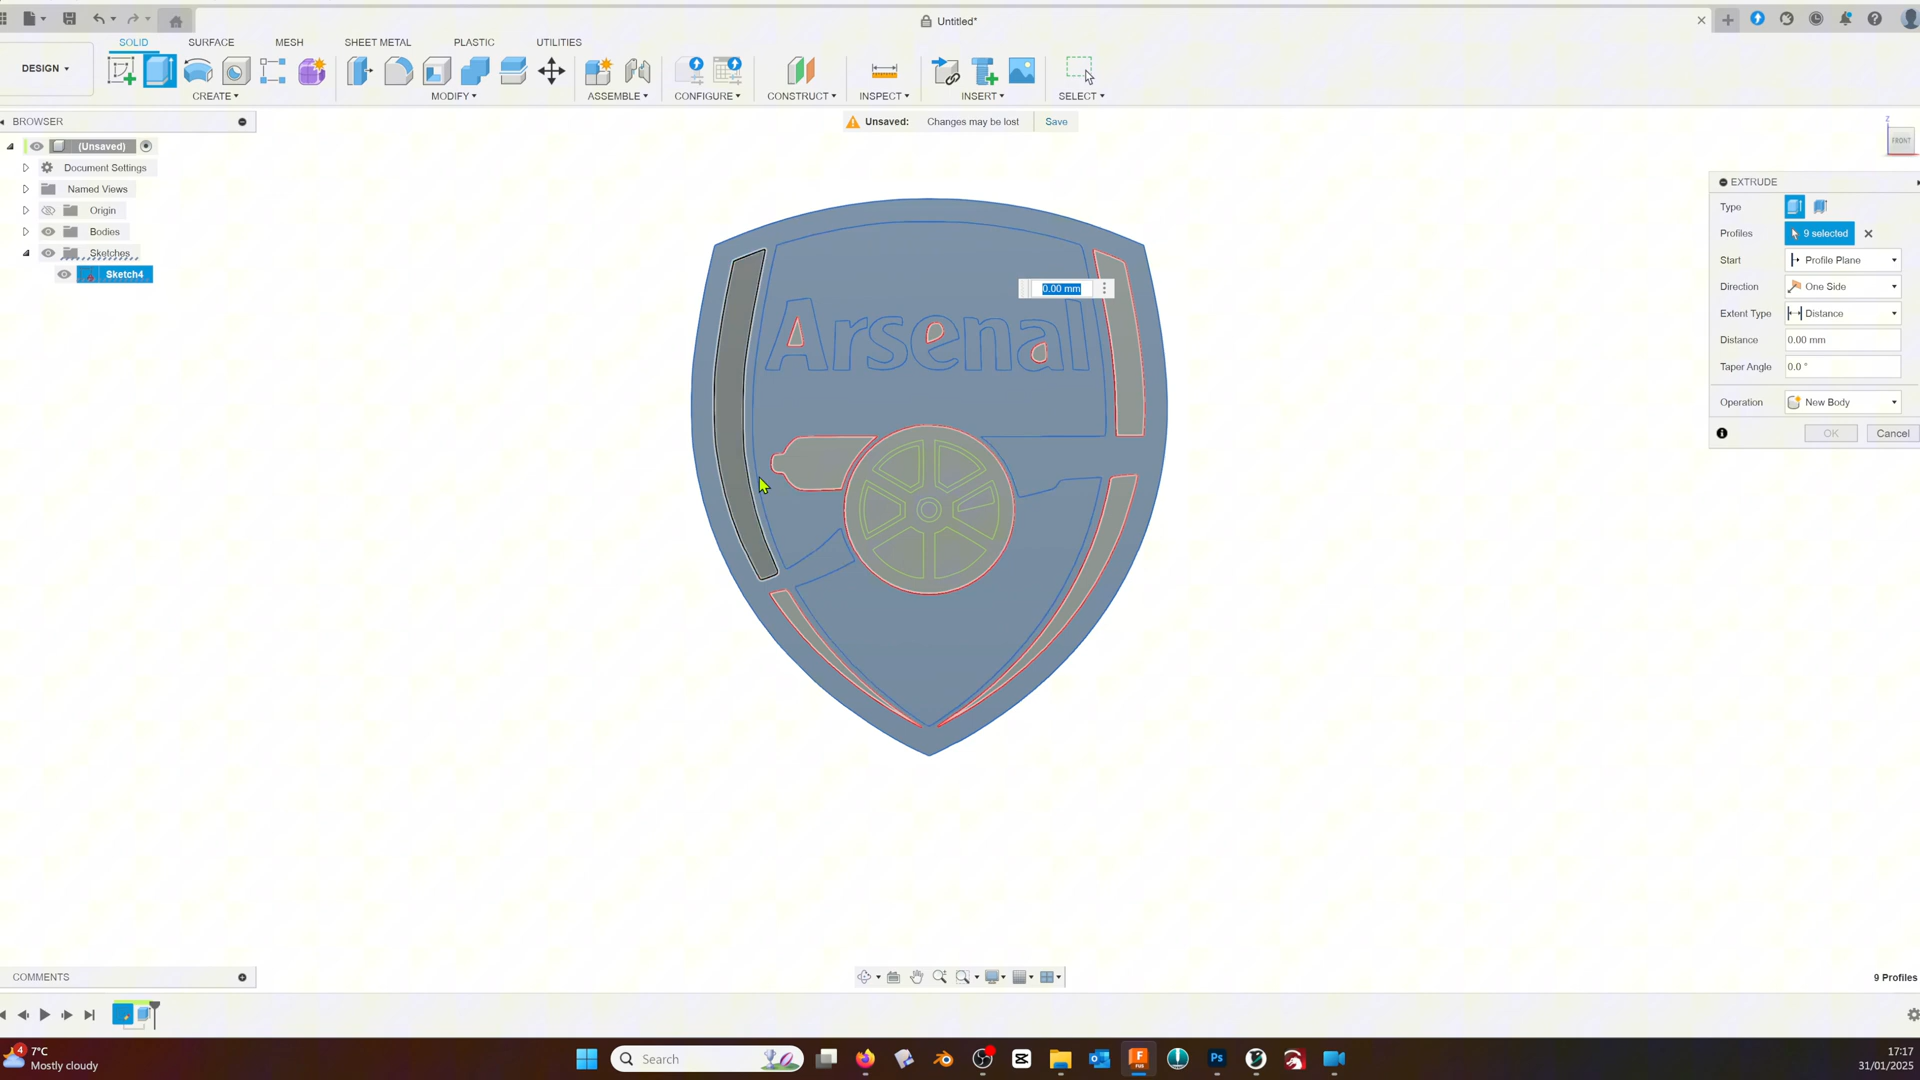 Untitled*
SOLID SURFACE MESH SHEET METAL PLASTIC UTILITIES
DESIGN
CREATE MODIFY ASSEMBLE CONFIGURE CONSTRUCT INSPECT INSERT SELECT
BROWSER
Unsaved: Changes may be lost Save
(Unsaved)
Document Settings
Named Views
Origin
Bodies
Sketches
Sketch4
Z
FRONT
EXTRUDE
Type
Profiles 9 selected
Start Profile Plane
Direction One Side
Extent Type Distance
Distance 0.00 mm
Taper Angle 0.0 °
Operation New Body
OK Cancel
0.00 mm
Arsenal
COMMENTS
9 Profiles
4
7°C
Mostly cloudy
Search
17:17
31/01/2025